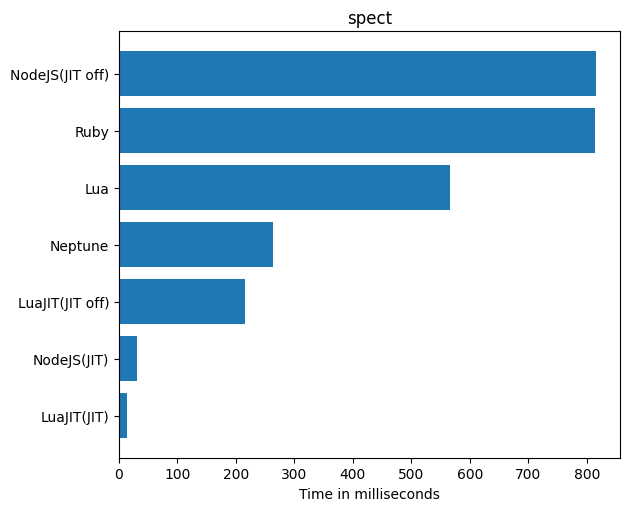 spect
NodeJS(JIT off)
Ruby
Lua
Neptune
LuaJIT(JIT off)
NodeJS(JIT)
LuaJIT(JIT)
0 100 200 300 400 500 600 700 800
Time in milliseconds